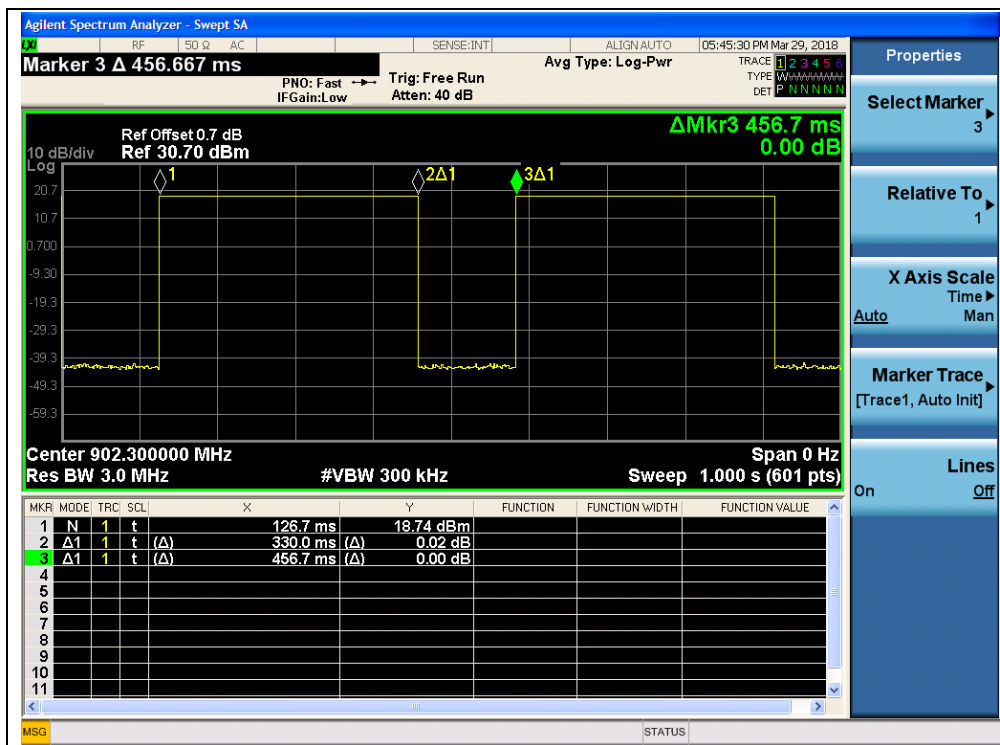 Agilent Spectrum Analyzer - Swept SA
LXI RF 50 Ω AC SENSE:INT ALIGNAUTO 05:45:30 PM Mar 29, 2018
Marker 3 Δ 456.667 ms
PNO: Fast
IFGain:Low
Trig: Free Run
Atten: 40 dB
Avg Type: Log-Pwr
TRACE 1 2 3 4 5 6
TYPE W
DET P N N N N N
Ref Offset 0.7 dB
Ref 30.70 dBm
10 dB/div
Log
ΔMkr3 456.7 ms
0.00 dB
1
2Δ1
3Δ1
20.7
10.7
0.700
-9.30
-19.3
-29.3
-39.3
-49.3
-59.3
Center 902.300000 MHz Span 0 Hz
Res BW 3.0 MHz #VBW 300 kHz Sweep 1.000 s (601 pts)
MKR MODE TRC SCL X Y FUNCTION FUNCTION WIDTH FUNCTION VALUE
1 N 1 t 126.7 ms 18.74 dBm
2 Δ1 1 t (Δ) 330.0 ms (Δ) 0.02 dB
3 Δ1 1 t (Δ) 456.7 ms (Δ) 0.00 dB
4
5
6
7
8
9
10
11
MSG STATUS
Properties
Select Marker
3
Relative To
1
X Axis Scale
Time
Auto Man
Marker Trace
[Trace1, Auto Init]
Lines
On Off